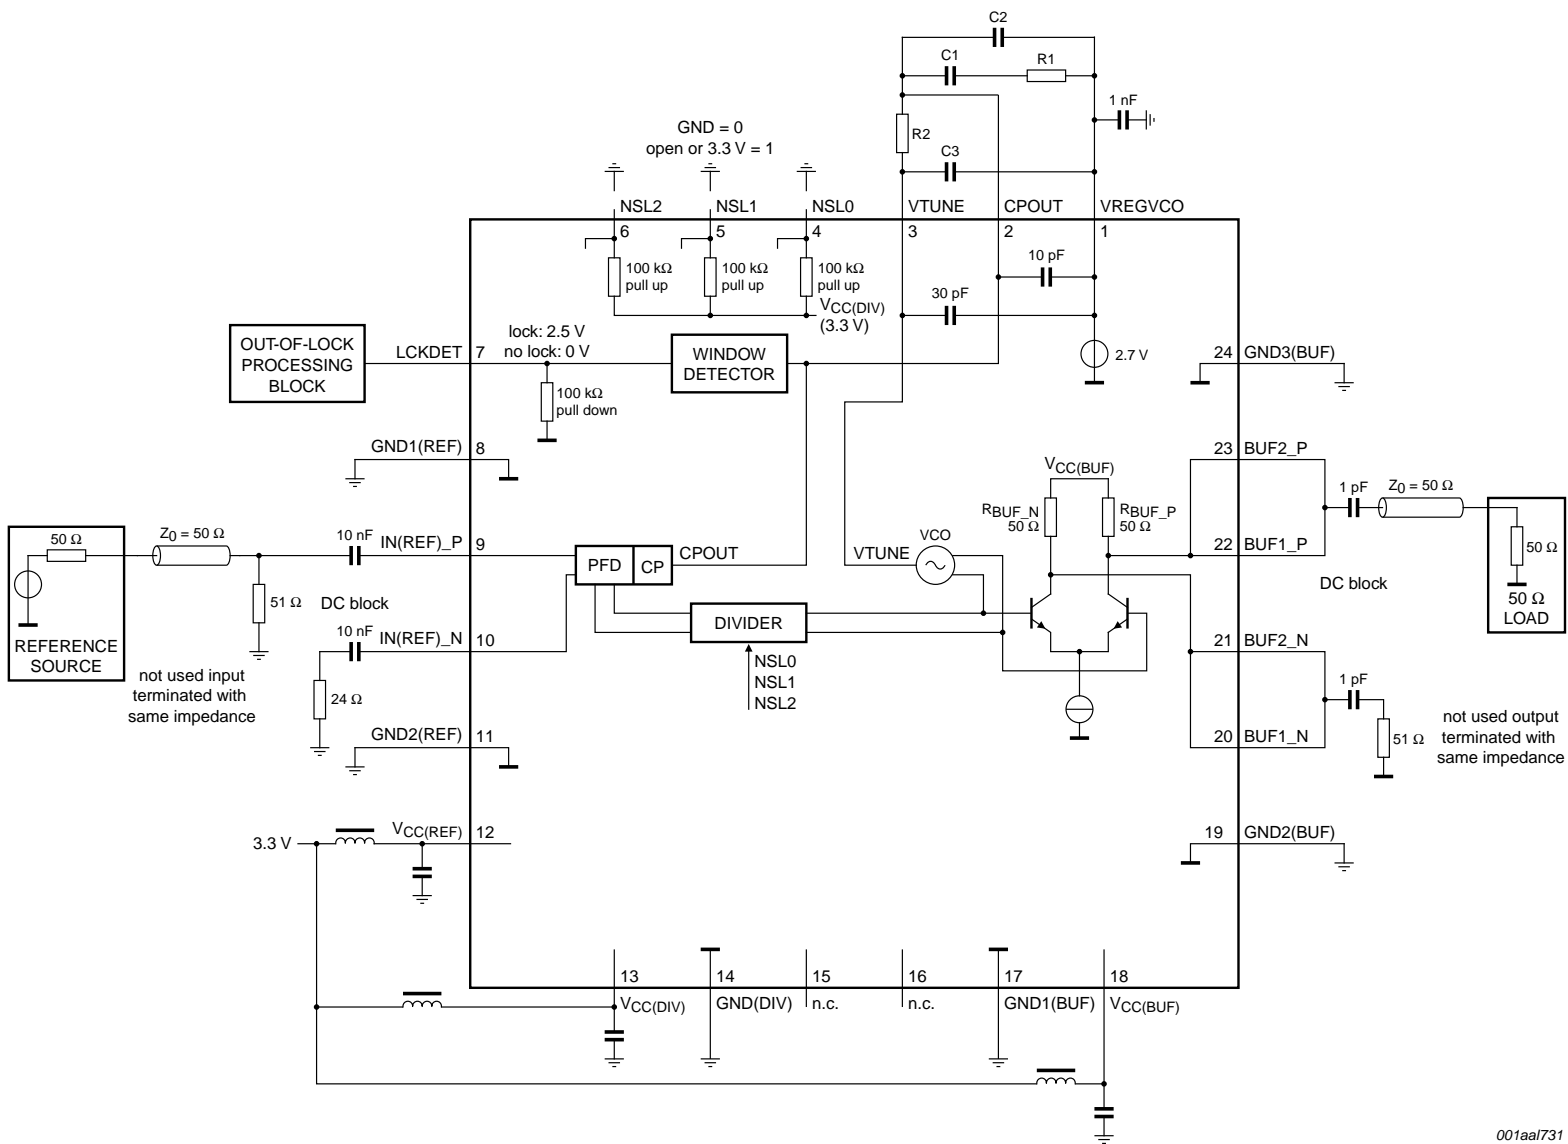 C2
C1
R1
1 nF
GND = 0
open or 3.3 V = 1
R2
C3
NSL2
NSL1
NSL0
VTUNE
CPOUT
VREGVCO
6
5
4
3
2
1
100 kΩ
pull up
100 kΩ
pull up
100 kΩ
pull up
10 pF
30 pF
VCC(DIV)
(3.3 V)
OUT-OF-LOCK
PROCESSING
BLOCK
LCKDET
7
lock: 2.5 V
no lock: 0 V
WINDOW
DETECTOR
2.7 V
24
GND3(BUF)
100 kΩ
pull down
GND1(REF)
8
23
BUF2_P
VCC(BUF)
RBUF_N
50 Ω
RBUF_P
50 Ω
1 pF
Z0 = 50 Ω
50 Ω
Z0 = 50 Ω
10 nF
IN(REF)_P
9
CPOUT
PFD
CP
VTUNE
VCO
22
BUF1_P
50 Ω
50 Ω
LOAD
DC block
51 Ω
DC block
REFERENCE
SOURCE
10 nF
IN(REF)_N
10
DIVIDER
NSL0
NSL1
NSL2
21
BUF2_N
not used input
terminated with
same impedance
24 Ω
1 pF
GND2(REF)
11
20
BUF1_N
51 Ω
not used output
terminated with
same impedance
3.3 V
VCC(REF)
12
19
GND2(BUF)
13
14
15
16
17
18
VCC(DIV)
GND(DIV)
n.c.
n.c.
GND1(BUF)
VCC(BUF)
001aal731